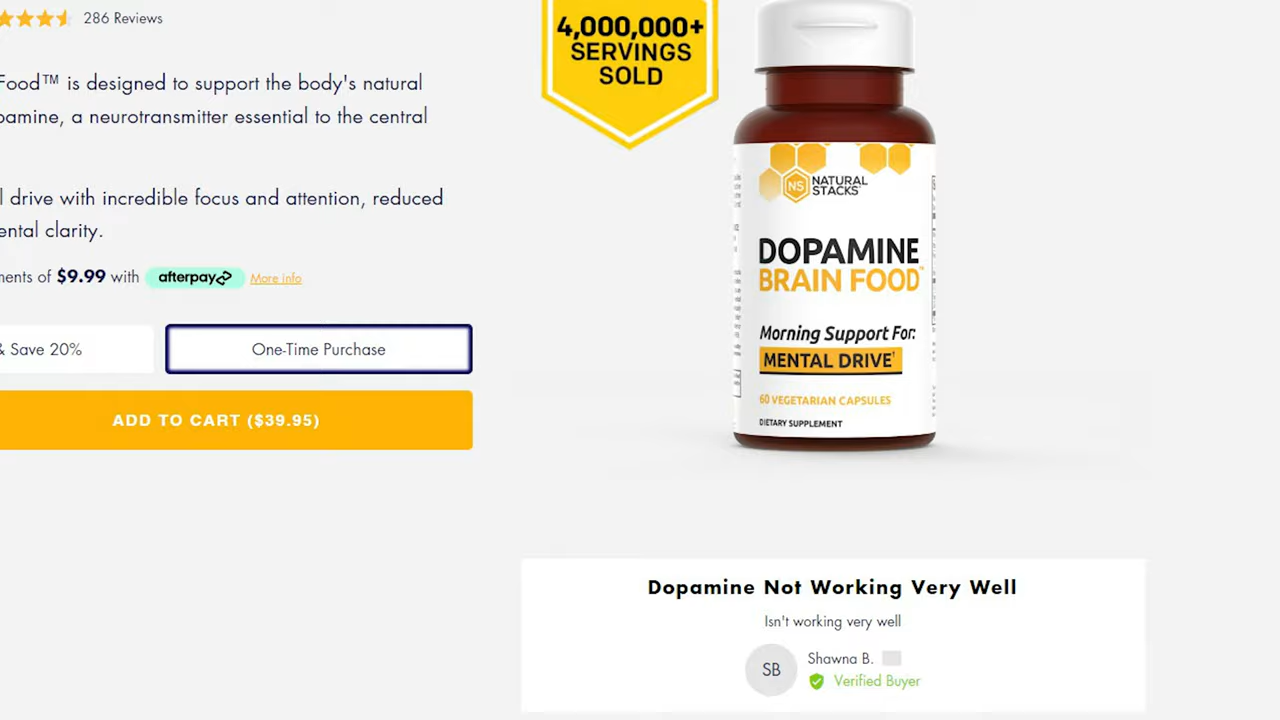 286 Reviews
Food™ is designed to support the body's natural
pamine, a neurotransmitter essential to the central
l drive with incredible focus and attention, reduced
ental clarity.
ments of $9.99 with afterpay More info
& Save 20%
One-Time Purchase
ADD TO CART ($39.95)
4,000,000+
SERVINGS
SOLD
NS NATURAL
STACKS
DOPAMINE
BRAIN FOOD™
Morning Support For:
MENTAL DRIVE†
60 VEGETARIAN CAPSULES
DIETARY SUPPLEMENT
Dopamine Not Working Very Well
Isn't working very well
SB
Shawna B.
Verified Buyer